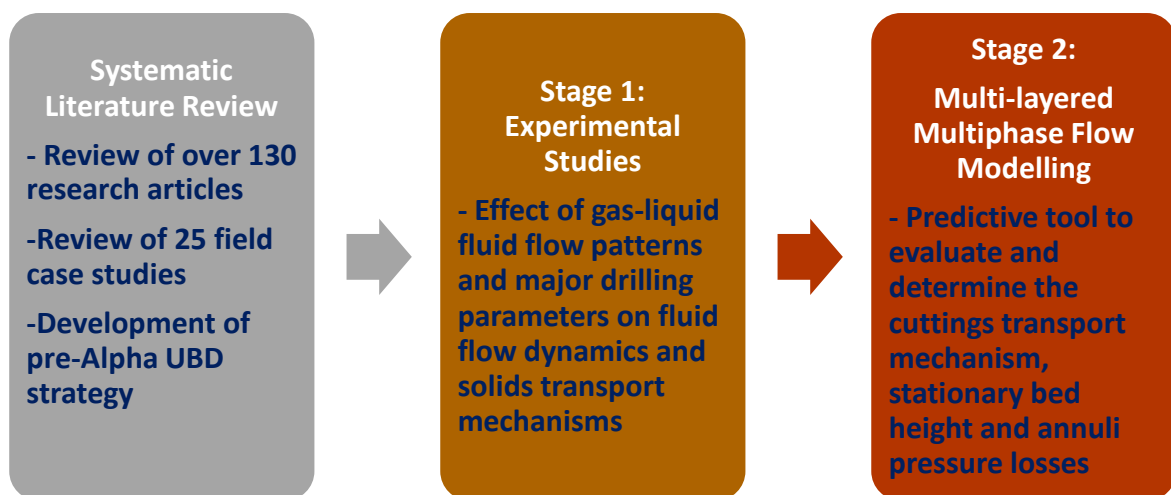 Systematic
Literature Review
- Review of over 130
research articles
-Review of 25 field
case studies
-Development of
pre-Alpha UBD
strategy
Stage 1:
Experimental
Studies
- Effect of gas-liquid
fluid flow patterns
and major drilling
parameters on fluid
flow dynamics and
solids transport
mechanisms
Stage 2:
Multi-layered
Multiphase Flow
Modelling
- Predictive tool to
evaluate and
determine the
cuttings transport
mechanism,
stationary bed
height and annuli
pressure losses